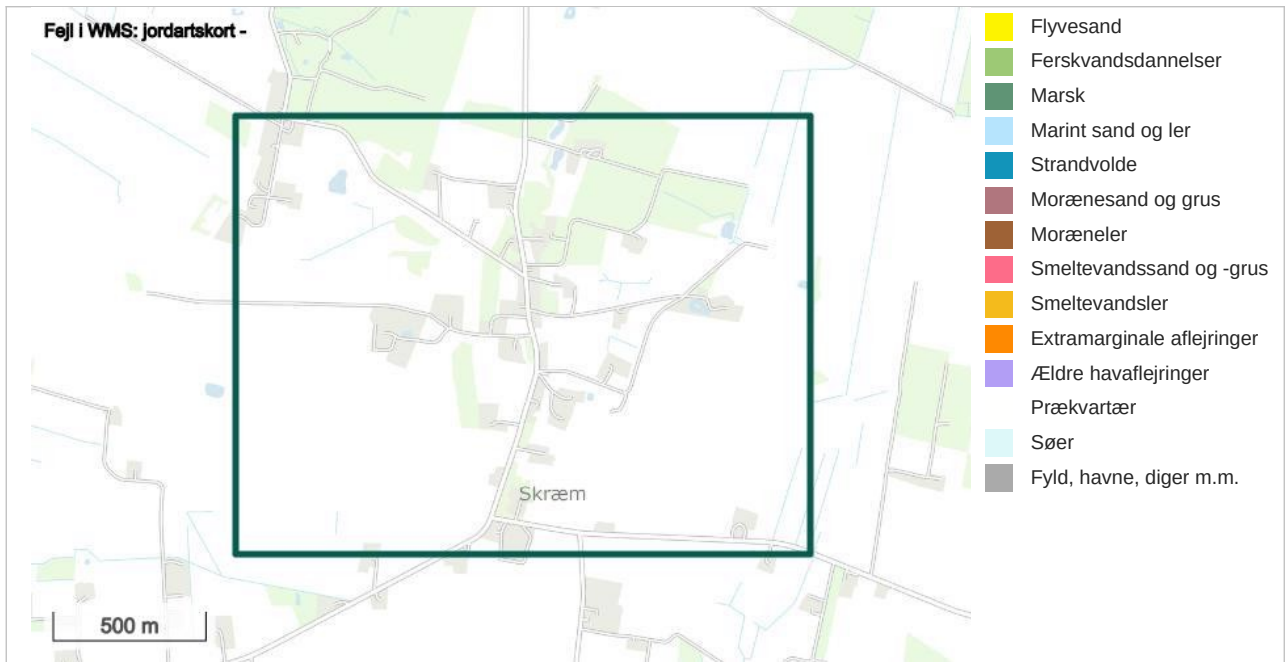 Fejl i WMS: jordartskort -
Skræm
500 m
Flyvesand
Ferskvandsdannelser
Marsk
Marint sand og ler
Strandvolde
Morænesand og grus
Moræneler
Smeltevandssand og -grus
Smeltevandsler
Extramarginale aflejringer
Ældre havaflejringer
Prækvartær
Søer
Fyld, havne, diger m.m.